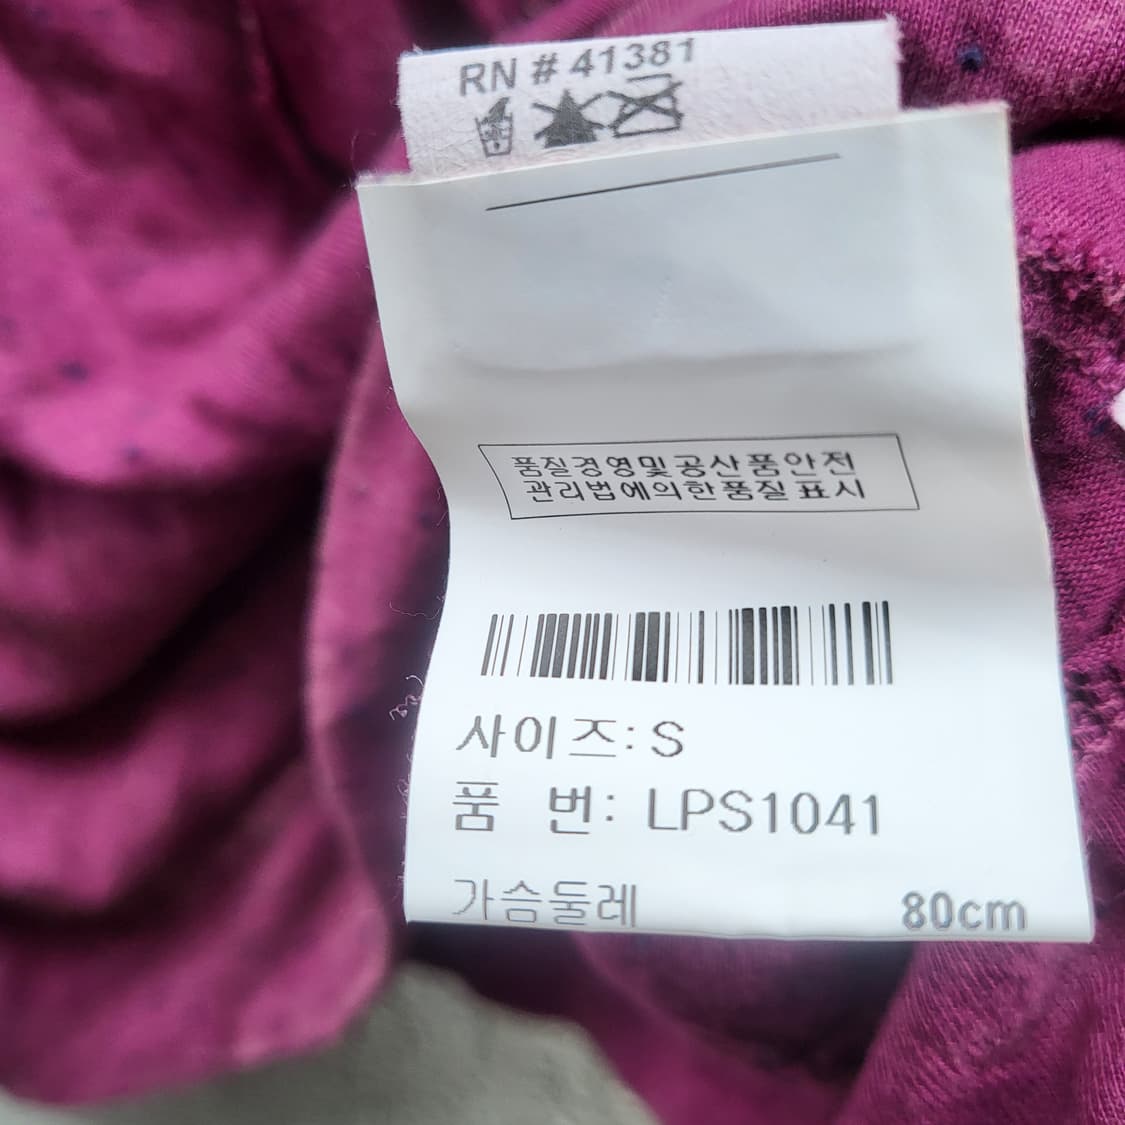 RN # 41381
품질경영및공산품안전
관리법에의한품질표시
사이즈: S
품 번: LPS1041
가슴둘레 80cm